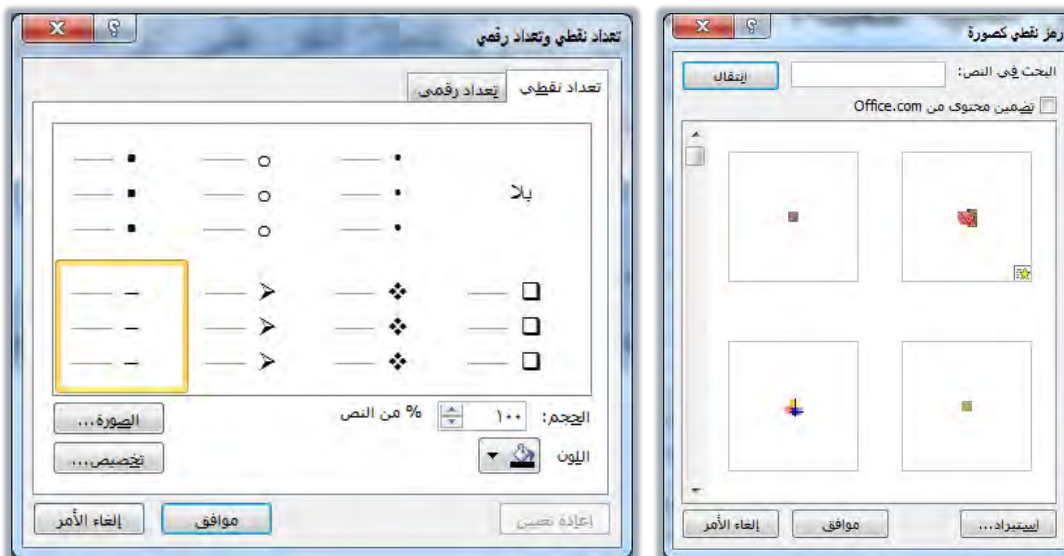 رمز نقطي كصورة
البحث في النص:
انتقال
تضمين محتوى من Office.com
استيراد...
موافق
إلغاء الأمر
تعداد نقطي وتعداد رقمي
تعداد نقطي
تعداد رقمي
بلا
الحجم: ١٠٠ % من النص
الصورة...
اللون
تخصيص...
إعادة تعيين
موافق
إلغاء الأمر